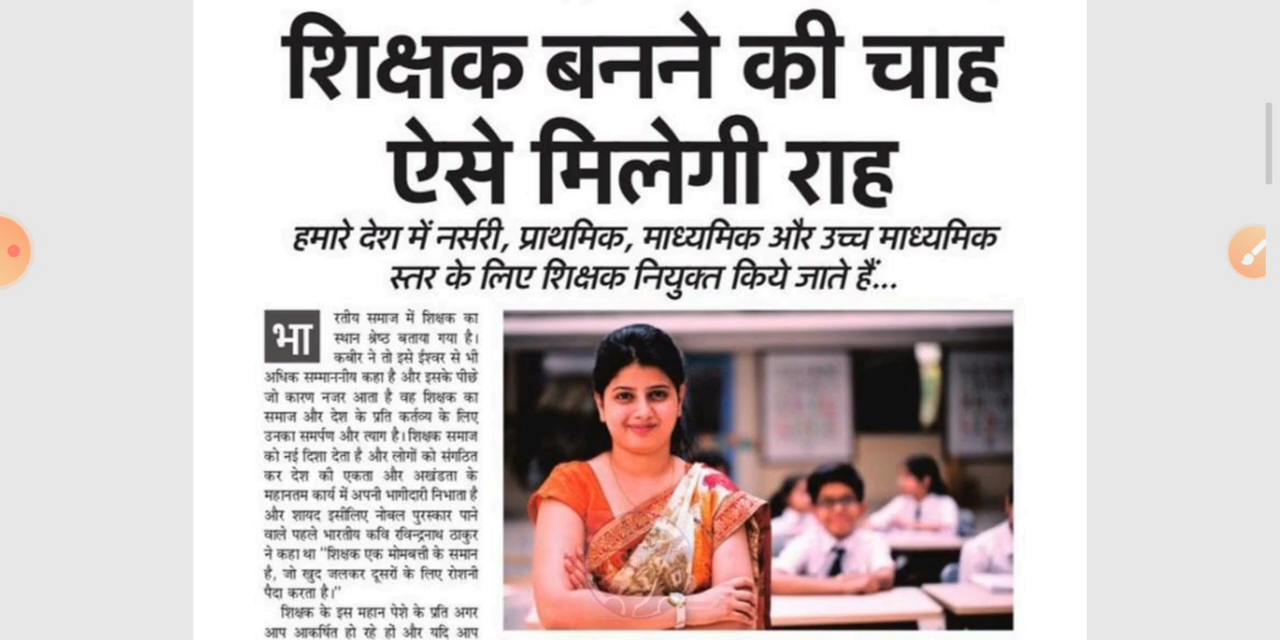 शिक्षक बनने की चाह
ऐसे मिलेगी राह
हमारे देश में नर्सरी, प्राथमिक, माध्यमिक और उच्च माध्यमिक
स्तर के लिए शिक्षक नियुक्त किये जाते हैं...
भारतीय समाज में शिक्षक का
स्थान श्रेष्ठ बताया गया है।
कबीर ने तो इसे ईश्वर से भी
अधिक सम्माननीय कहा है और इसके पीछे
जो कारण नजर आता है वह शिक्षक का
समाज और देश के प्रति कर्तव्य के लिए
उनका समर्पण और त्याग है। शिक्षक समाज
को नई दिशा देता है और लोगों को संगठित
कर देश की एकता और अखंडता के
महानतम कार्य में अपनी भागीदारी निभाता है
और शायद इसीलिए नोबल पुरस्कार पाने
वाले पहले भारतीय कवि रविन्द्रनाथ ठाकुर
ने कहा था "शिक्षक एक मोमबत्ती के समान
है, जो खुद जलकर दूसरों के लिए रोशनी
पैदा करता है।"
शिक्षक के इस महान पेशे के प्रति अगर
आप आकर्षित हो रहे हों और यदि आप